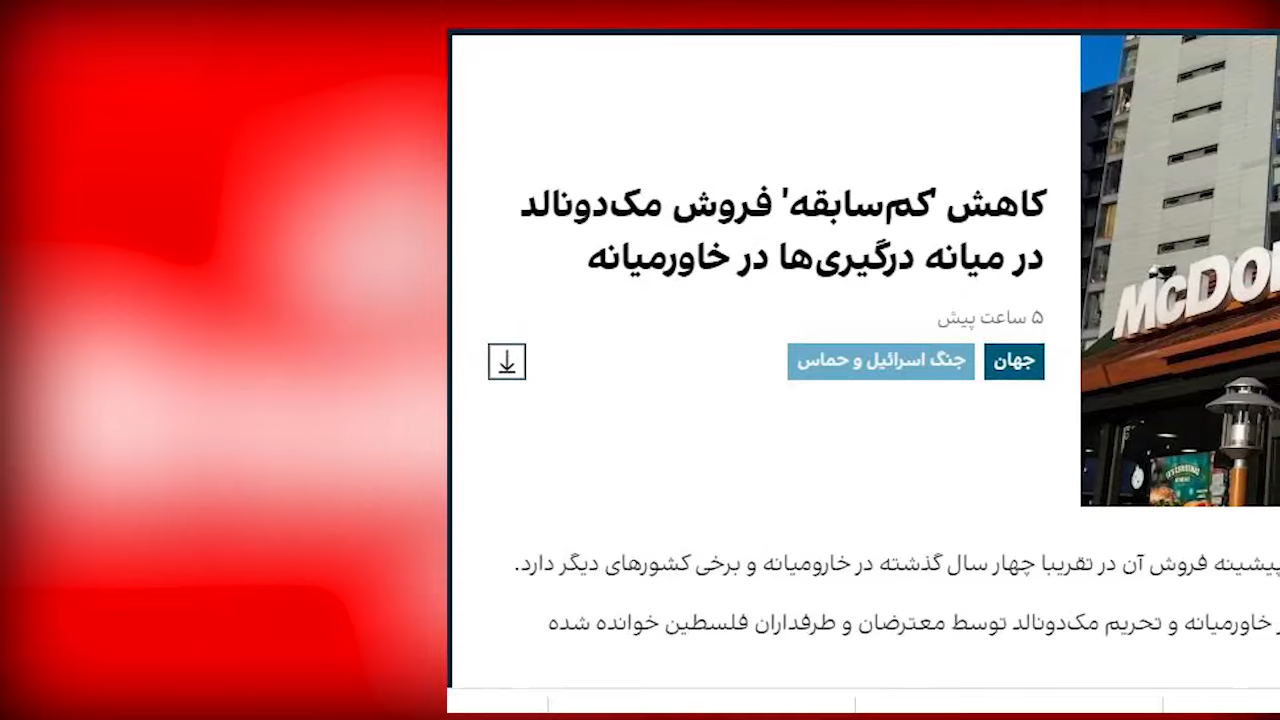 کاهش 'کم‌سابقه' فروش مک‌دونالد
در میانه درگیری‌ها در خاورمیانه
۵ ساعت پیش
جهان
جنگ اسرائیل و حماس
McDO
پیشینه فروش آن در تقریبا چهار سال گذشته در خارومیانه و برخی کشورهای دیگر دارد.
خاورمیانه و تحریم مک‌دونالد توسط معترضان و طرفداران فلسطین خوانده شده